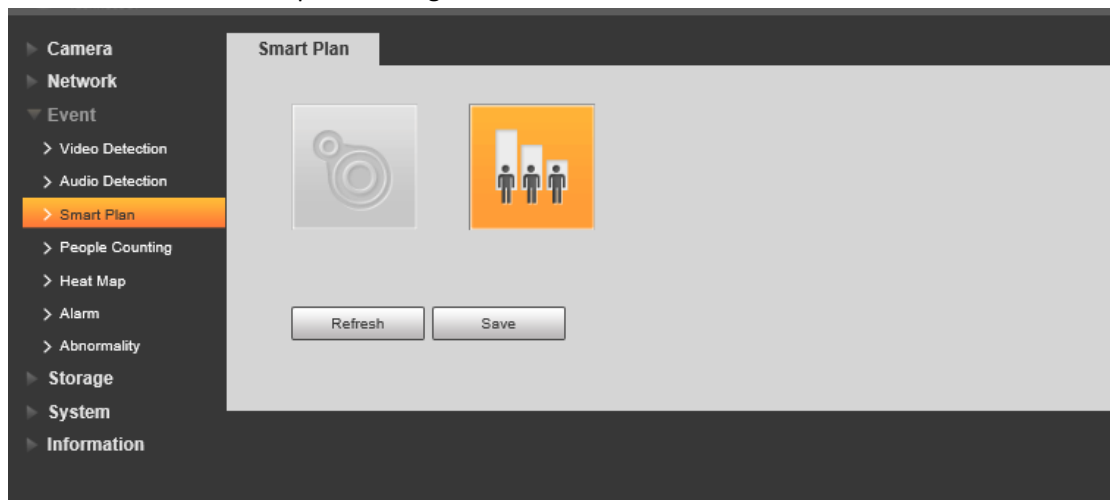 Camera
Smart Plan
Network
Event
Video Detection
Audio Detection
Smart Plan
People Counting
Heat Map
Alarm
Refresh
Save
Abnormality
Storage
System
Information